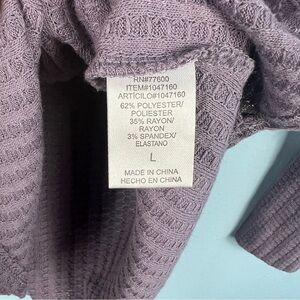 RN#77600
ITEM#1047160
ARTICILO#1047160
62% POLYESTER/
POLIESTER
35% RAYON/
RAYON
3% SPANDEX/
ELASTANO
L
MADE IN CHINA
HECHO EN CHINA